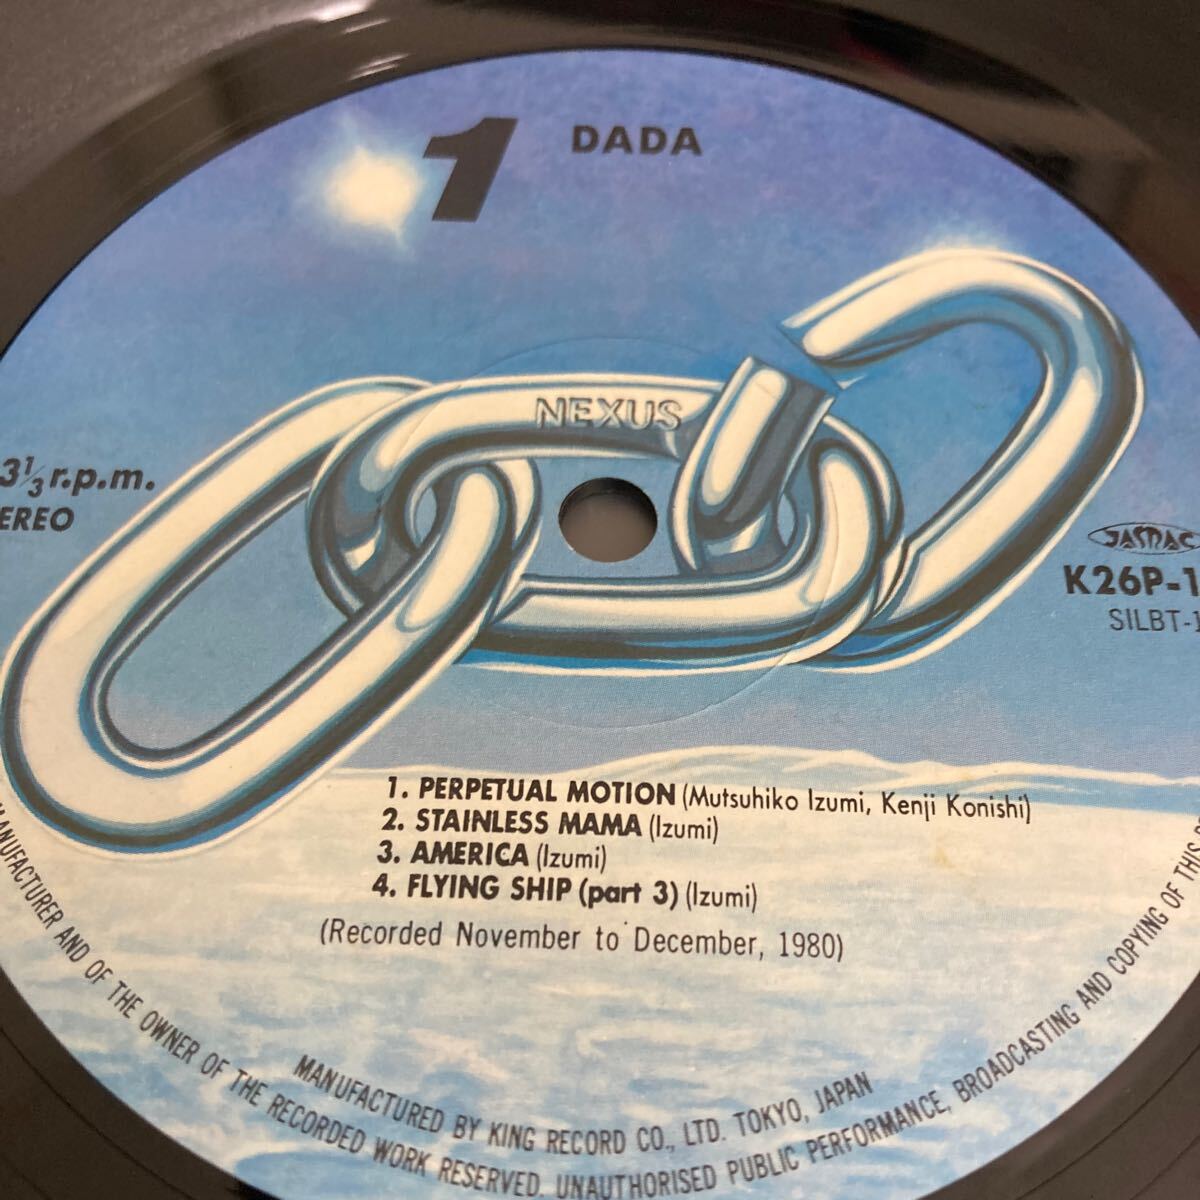 1 DADA
NEXUS
3 1/3 r.p.m.
EREO
JASRAC
K26P-1
SILBT-1
1. PERPETUAL MOTION (Mutsuhiko Izumi, Kenji Konishi)
2. STAINLESS MAMA (Izumi)
3. AMERICA (Izumi)
4. FLYING SHIP (part 3) (Izumi)
(Recorded November to December, 1980)
MANUFACTURER AND OF THE OWNER OF THE RECORDED WORK RESERVED. UNAUTHORISED PUBLIC PERFORMANCE, BROADCASTING AND COPYING OF THIS
MANUFACTURED BY KING RECORD CO., LTD. TOKYO, JAPAN